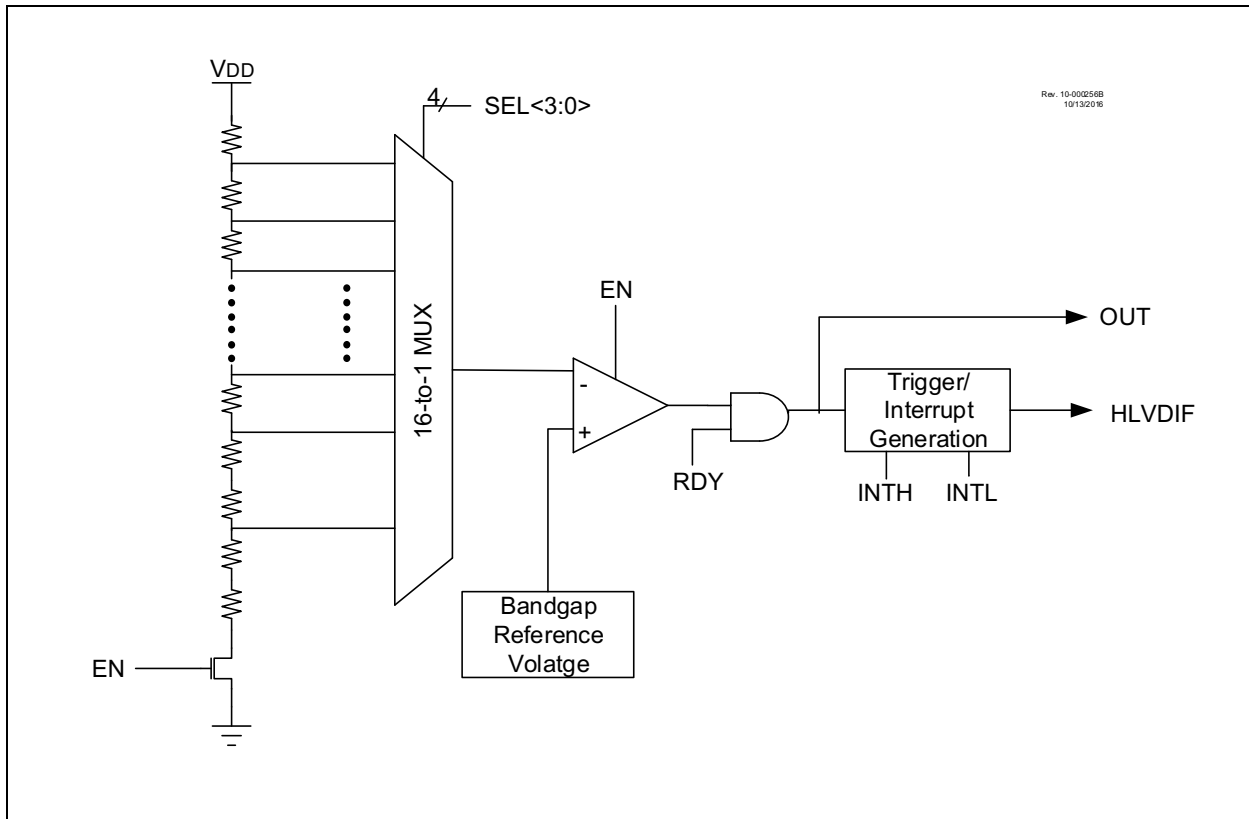 VDD
4
SEL<3:0>
Rev. 10-000256B
10/13/2016
16-to-1 MUX
EN
-
+
RDY
OUT
Trigger/
Interrupt
Generation
HLVDIF
INTH
INTL
Bandgap
Reference
Volatge
EN